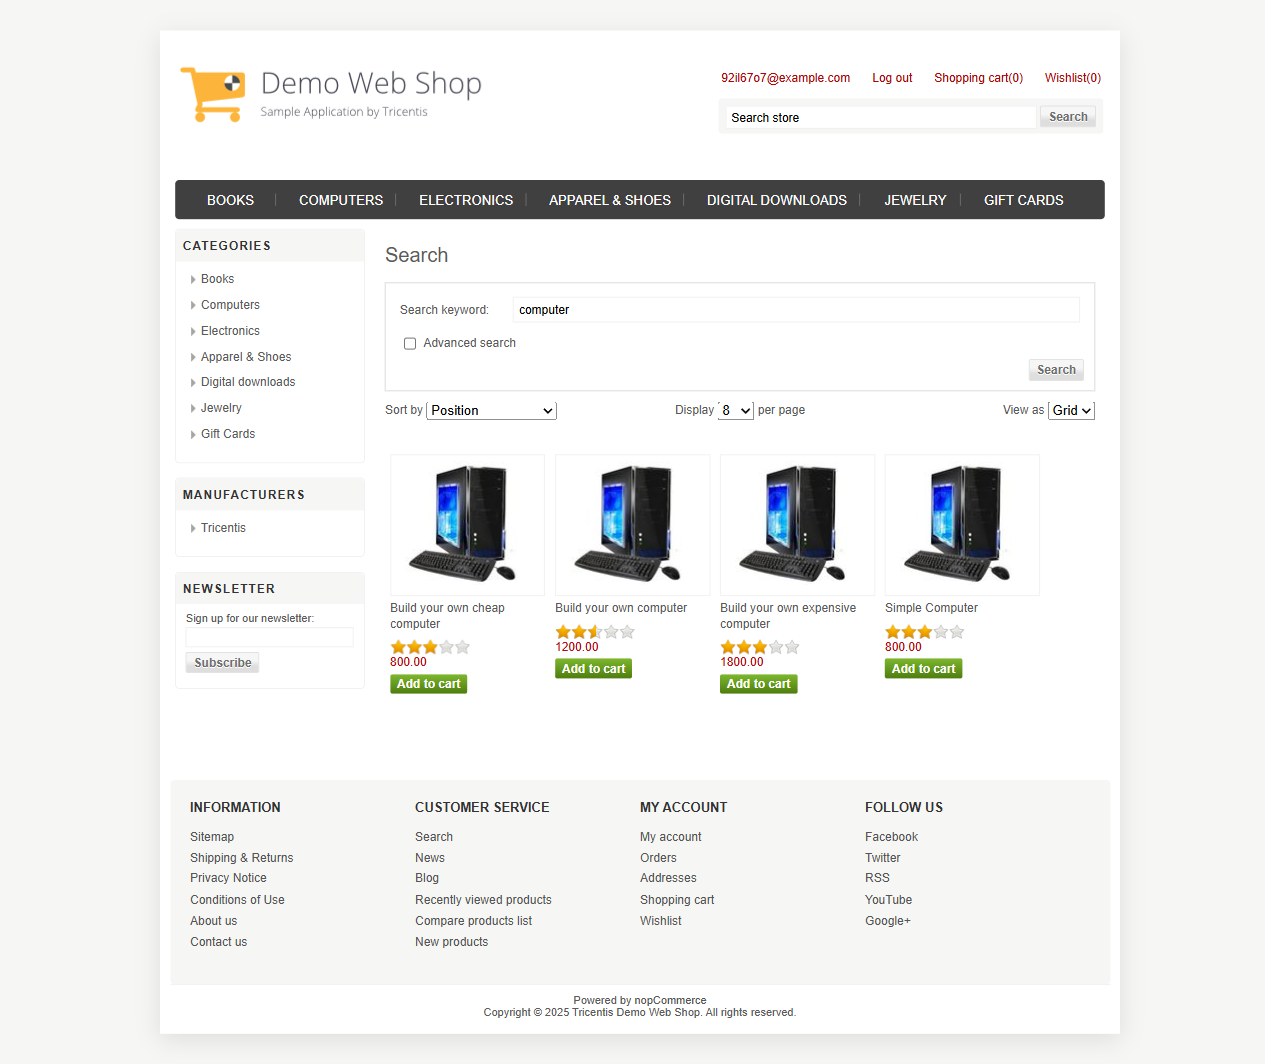 Demo Web Shop
Sample Application by Tricentis
92il67o7@example.com Log out Shopping cart(0) Wishlist(0)
Search store Search
BOOKS COMPUTERS ELECTRONICS APPAREL & SHOES DIGITAL DOWNLOADS JEWELRY GIFT CARDS
CATEGORIES
Books
Computers
Electronics
Apparel & Shoes
Digital downloads
Jewelry
Gift Cards
MANUFACTURERS
Tricentis
NEWSLETTER
Sign up for our newsletter:
Subscribe
Search
Search keyword: computer
Advanced search
Search
Sort by Position Display 8 per page View as Grid
Build your own cheap
computer
800.00
Add to cart
Build your own computer
1200.00
Add to cart
Build your own expensive
computer
1800.00
Add to cart
Simple Computer
800.00
Add to cart
INFORMATION
Sitemap
Shipping & Returns
Privacy Notice
Conditions of Use
About us
Contact us
CUSTOMER SERVICE
Search
News
Blog
Recently viewed products
Compare products list
New products
MY ACCOUNT
My account
Orders
Addresses
Shopping cart
Wishlist
FOLLOW US
Facebook
Twitter
RSS
YouTube
Google+
Powered by nopCommerce
Copyright © 2025 Tricentis Demo Web Shop. All rights reserved.